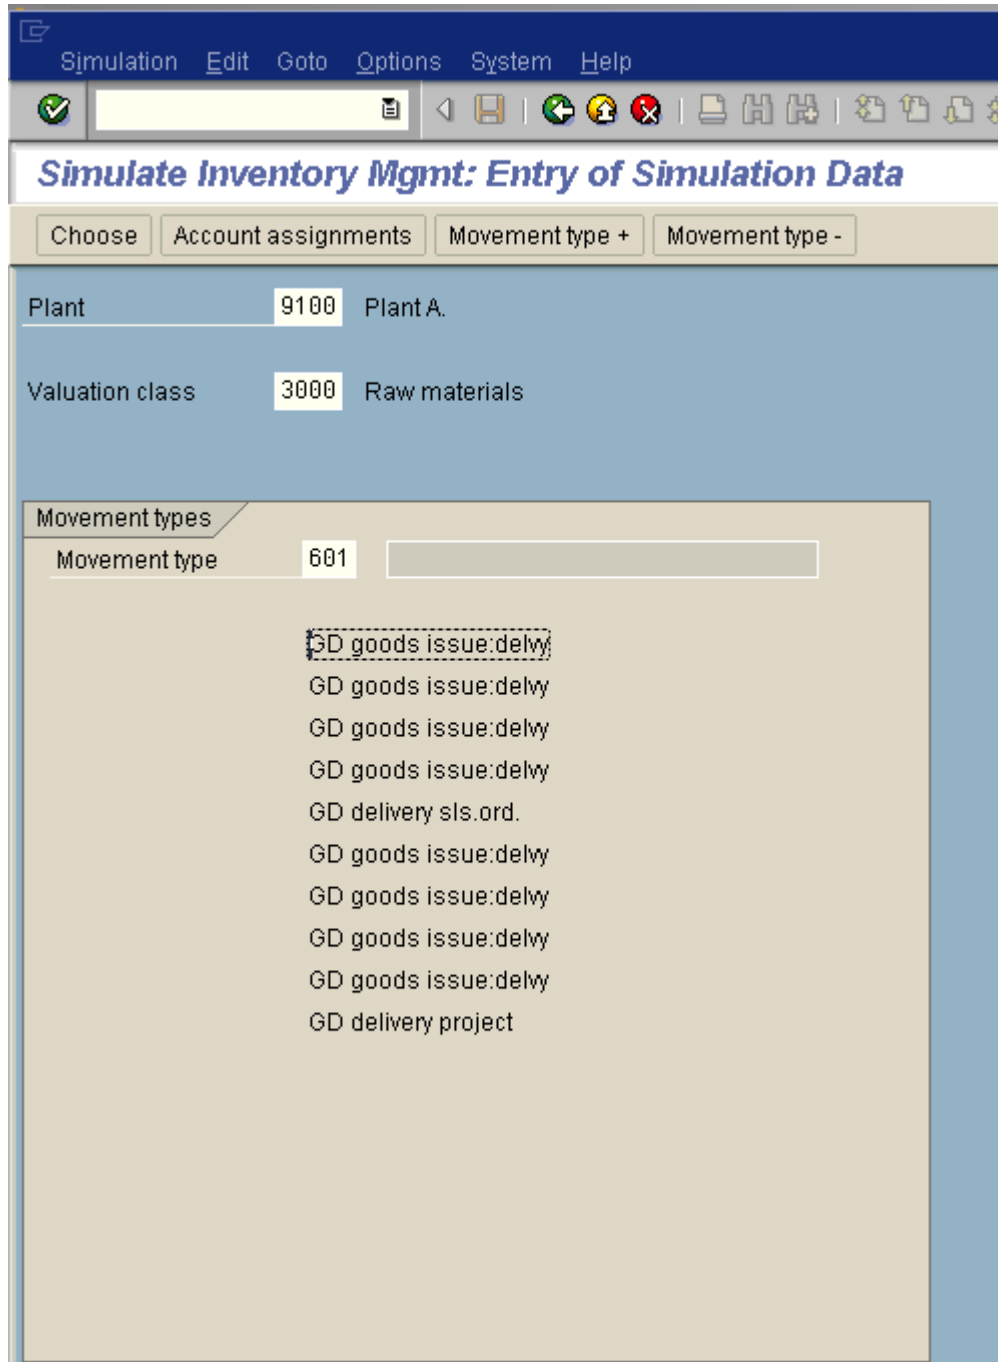 Simulation Edit Goto Options System Help
Simulate Inventory Mgmt: Entry of Simulation Data
Choose Account assignments Movement type + Movement type -
Plant 9100 Plant A.
Valuation class 3000 Raw materials
Movement types
Movement type 601
GD goods issue:delvy
GD goods issue:delvy
GD goods issue:delvy
GD goods issue:delvy
GD delivery sls.ord.
GD goods issue:delvy
GD goods issue:delvy
GD goods issue:delvy
GD goods issue:delvy
GD delivery project